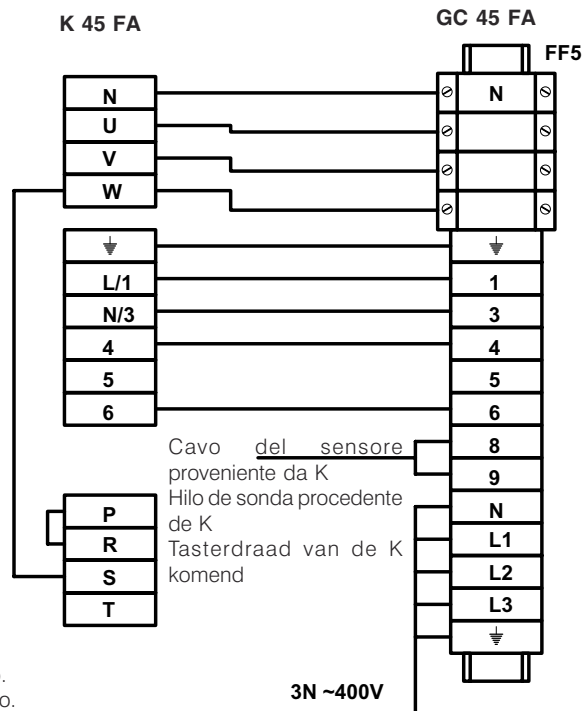 K 45 FA
GC 45 FA
FF5
N
U
V
W
N
L/1
N/3
4
5
6
1
3
4
5
6
8
9
N
L1
L2
L3
Cavo del sensore
proveniente da K
Hilo de sonda procedente
de K
Tasterdraad van de K
komend
P
R
S
T
o.
3N ~400V